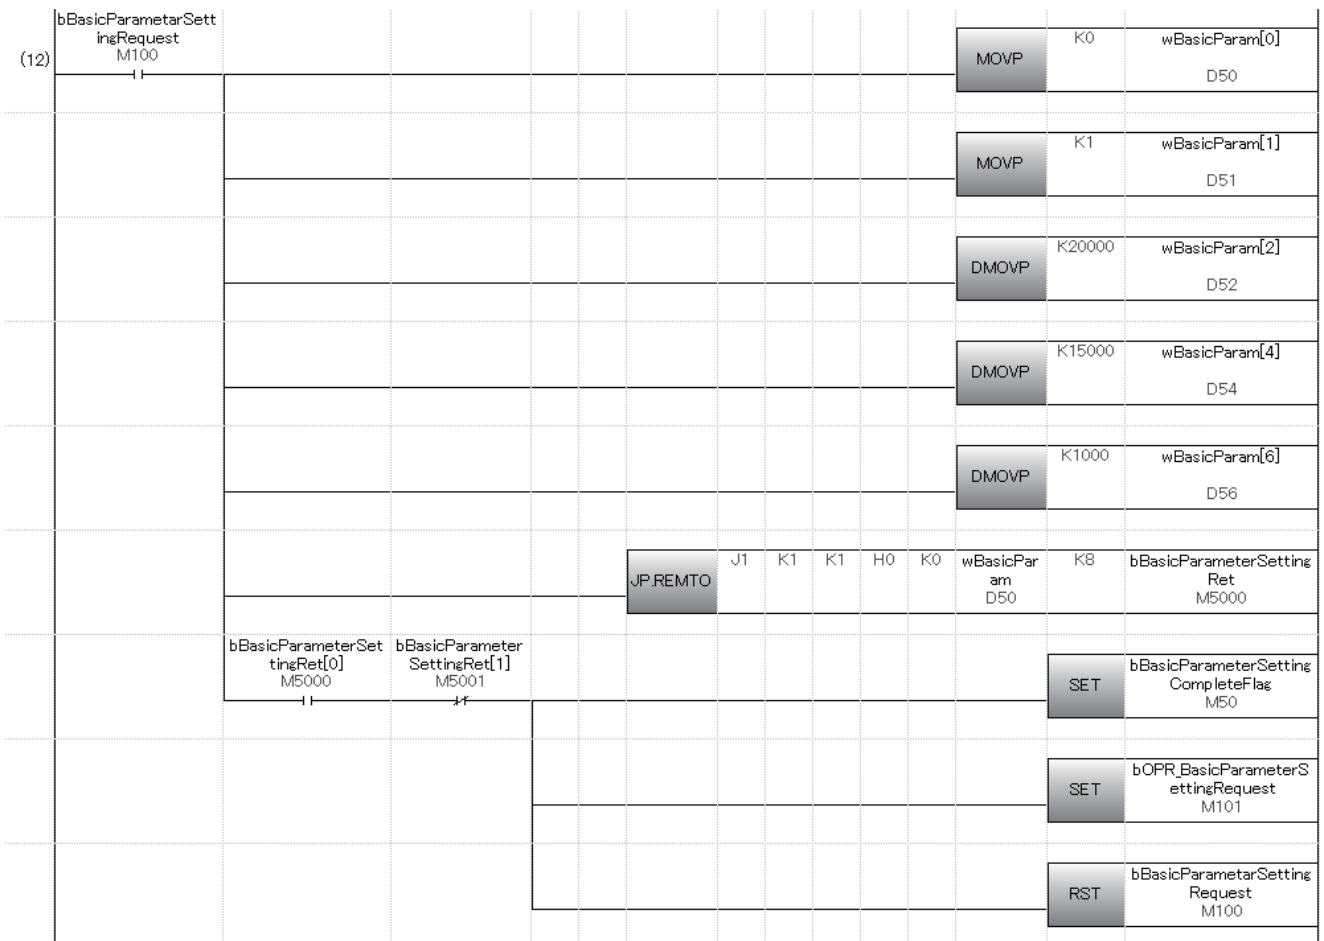 bBasicParametarSett
ingRequest
M100
(12)
MOVP
K0
wBasicParam[0]
D50
MOVP
K1
wBasicParam[1]
D51
DMOVP
K20000
wBasicParam[2]
D52
DMOVP
K15000
wBasicParam[4]
D54
DMOVP
K1000
wBasicParam[6]
D56
JP.REMTO
J1
K1
K1
H0
K0
wBasicPar
am
D50
K8
bBasicParameterSetting
Ret
M5000
bBasicParameterSet
tingRet[0]
M5000
bBasicParameter
SettingRet[1]
M5001
SET
bBasicParameterSetting
CompleteFlag
M50
SET
bOPR_BasicParameterS
ettingRequest
M101
RST
bBasicParametarSetting
Request
M100